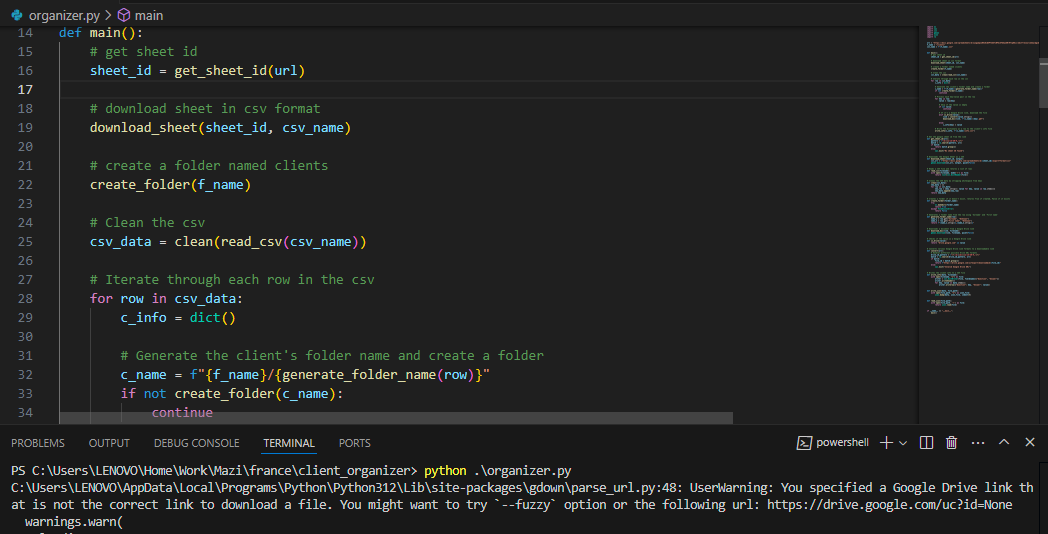 organizer.py > main
14 def main():
15 # get sheet id
16 sheet_id = get_sheet_id(url)
17
18 # download sheet in csv format
19 download_sheet(sheet_id, csv_name)
20
21 # create a folder named clients
22 create_folder(f_name)
23
24 # Clean the csv
25 csv_data = clean(read_csv(csv_name))
26
27 # Iterate through each row in the csv
28 for row in csv_data:
29 c_info = dict()
30
31 # Generate the client's folder name and create a folder
32 c_name = f"{f_name}/{generate_folder_name(row)}"
33 if not create_folder(c_name):
34 continue
PROBLEMS OUTPUT DEBUG CONSOLE TERMINAL PORTS powershell
PS C:\Users\LENOVO\Home\Work\Mazi\france\client_organizer> python .\organizer.py
C:\Users\LENOVO\AppData\Local\Programs\Python\Python312\Lib\site-packages\gdown\parse_url.py:48: UserWarning: You specified a Google Drive link th
at is not the correct link to download a file. You might want to try `--fuzzy` option or the following url: https://drive.google.com/uc?id=None
warnings.warn(